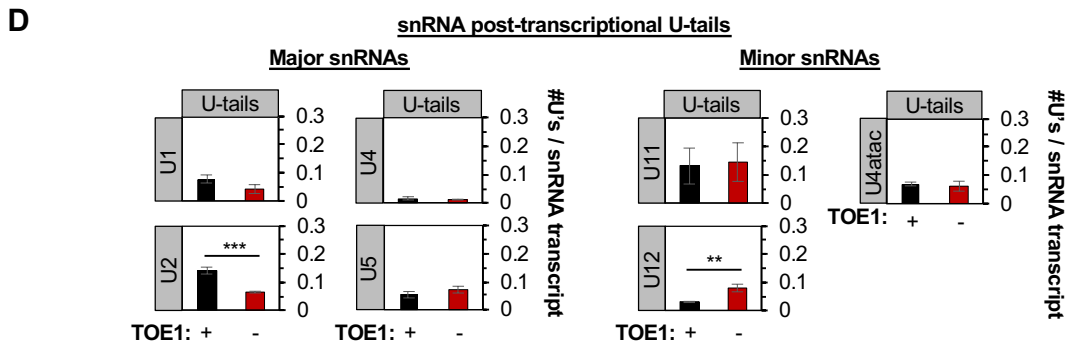 D
snRNA post-transcriptional U-tails
Major snRNAs
Minor snRNAs
U-tails
U1
0.3
0.2
0.1
0
U-tails
U4
0.3
0.2
0.1
0
U2
***
0.3
0.2
0.1
0
TOE1: + -
U5
0.3
0.2
0.1
0
TOE1: + -
#U's / snRNA transcript
U-tails
U11
0.3
0.2
0.1
0
U-tails
U4atac
0.3
0.2
0.1
0
TOE1: + -
U12
**
0.3
0.2
0.1
0
TOE1: + -
#U's / snRNA transcript